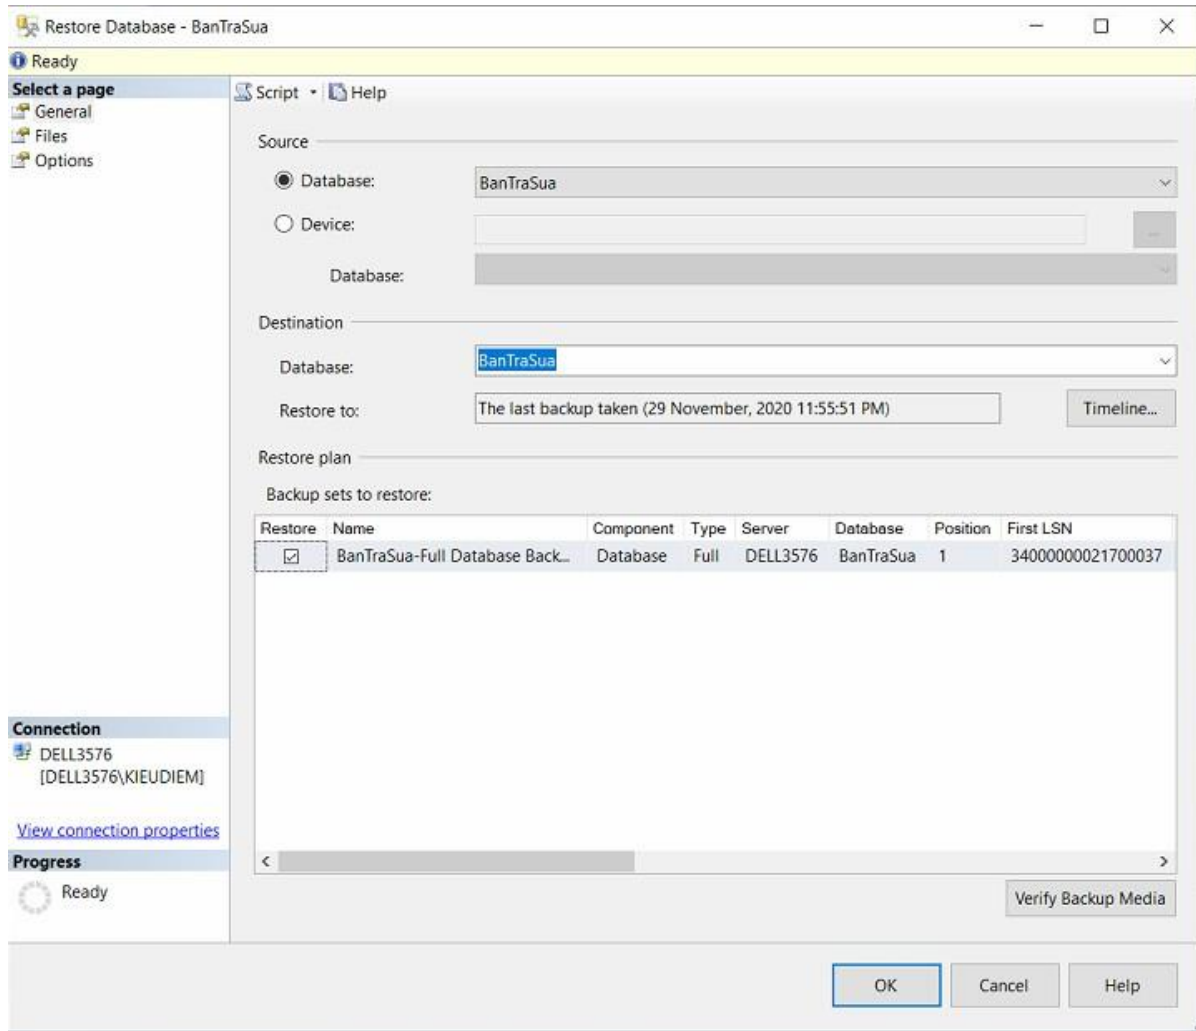 Restore Database - BanTraSua
Ready
Select a page
General
Files
Options
Script
Help
Source
Database:
BanTraSua
Device:
...
Database:
Destination
Database:
BanTraSua
Restore to:
The last backup taken (29 November, 2020 11:55:51 PM)
Timeline...
Restore plan
Backup sets to restore:
Restore Name Component Type Server Database Position First LSN
BanTraSua-Full Database Back... Database Full DELL3576 BanTraSua 1 34000000021700037
Connection
DELL3576
[DELL3576\KIEUDIEM]
View connection properties
Progress
Ready
Verify Backup Media
OK
Cancel
Help